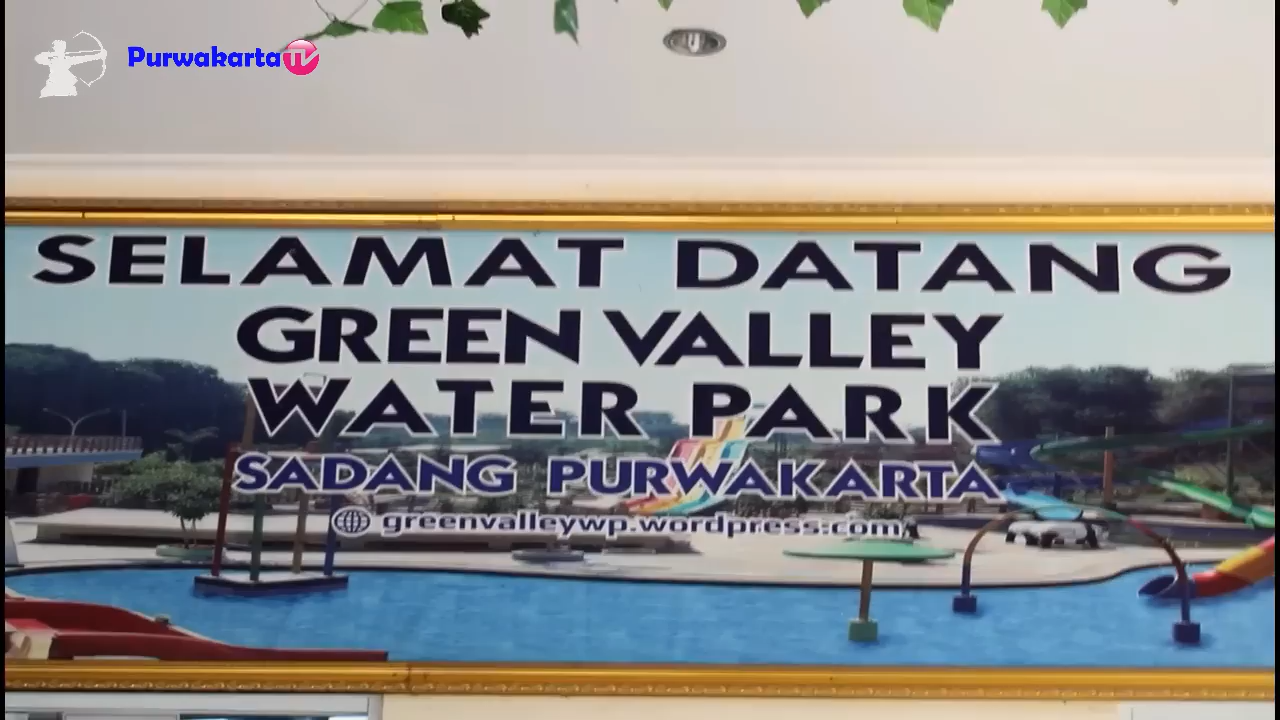 PurwakartaTV
SELAMAT DATANG
GREEN VALLEY
WATER PARK
SADANG PURWAKARTA
greenvalleywp.wordpress.com